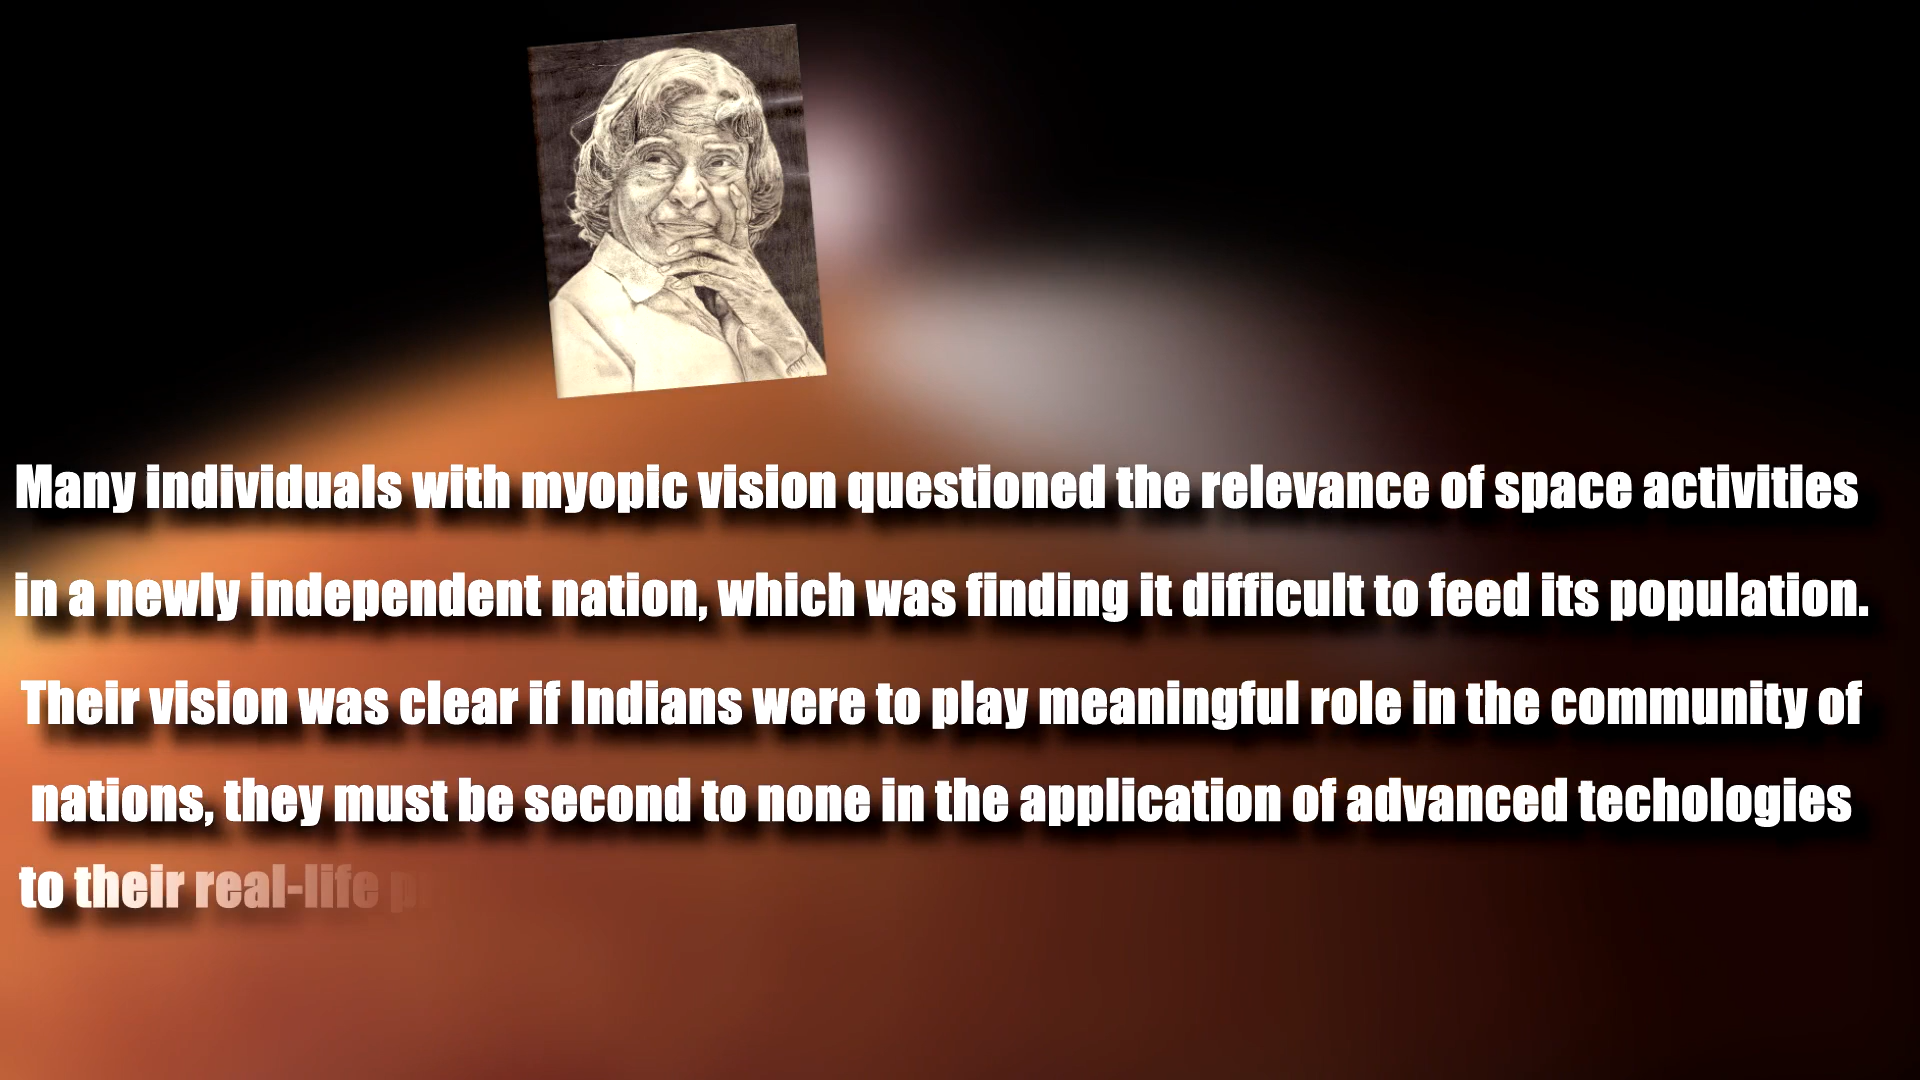 Many individuals with myopic vision questioned the relevance of space activities
in a newly independent nation, which was finding it difficult to feed its population.
Their vision was clear if Indians were to play meaningful role in the community of
nations, they must be second to none in the application of advanced techologies
to their real-life